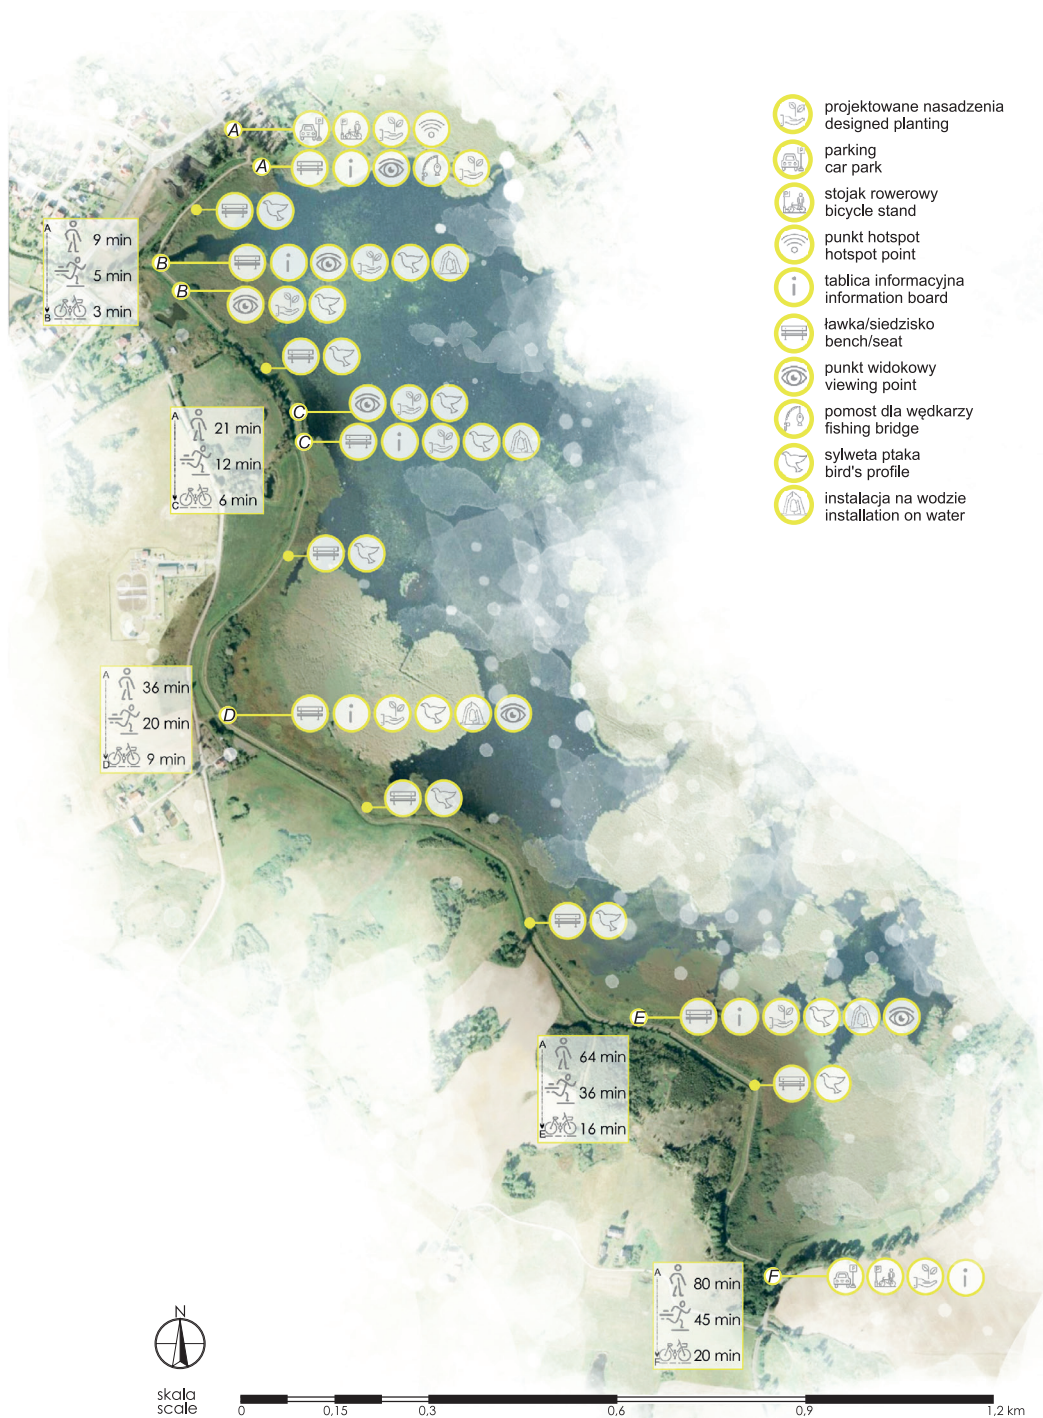 projektowane nasadzenia
designed planting
parking
car park
stojak rowerowy
bicycle stand
punkt hotspot
hotspot point
tablica informacyjna
information board
ławka/siedzisko
bench/seat
punkt widokowy
viewing point
pomost dla wędkarzy
fishing bridge
sylweta ptaka
bird's profile
instalacja na wodzie
installation on water
A
A
A
9 min
5 min
3 min
B
B
B
A
21 min
12 min
6 min
C
C
C
A
36 min
20 min
9 min
D
D
A
64 min
36 min
16 min
E
E
A
80 min
45 min
20 min
F
F
N
skala
scale
0 0,15 0,3 0,6 0,9 1,2 km